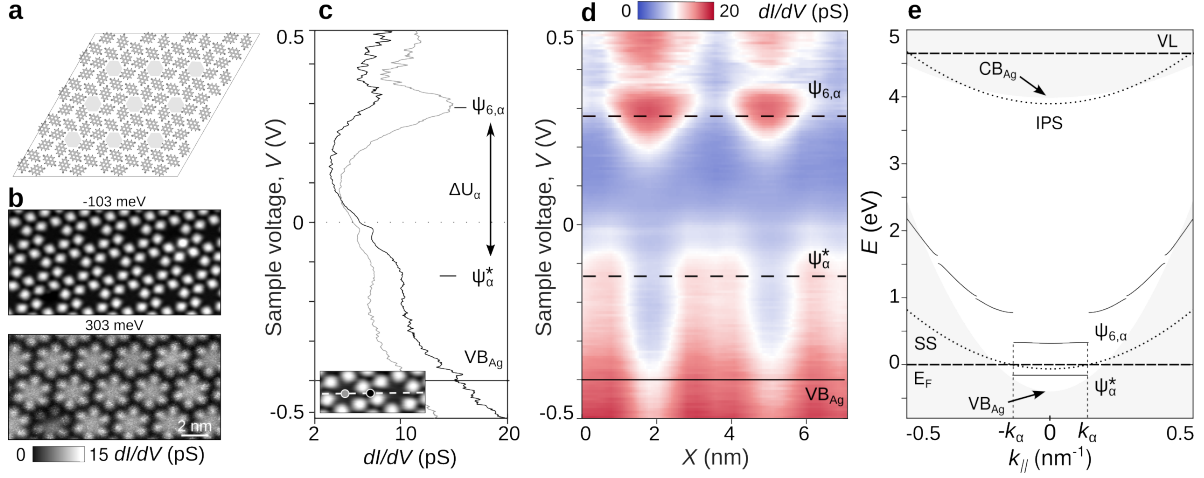 a
b
-103 meV
303 meV
2 nm
0 15 dI/dV (pS)
c
0.5
0
-0.5
Sample voltage, V (V)
ψ6,α
ΔUα
ψα*
VBAg
2 10 20
dI/dV (pS)
d
0 20 dI/dV (pS)
0.5
0
-0.5
Sample voltage, V (V)
ψ6,α
ψα*
VBAg
0 2 4 6
X (nm)
e
5
4
2
1
0
E (eV)
VL
CBAg
IPS
ψ6,α
SS
EF
ψα*
VBAg
-0.5 -kα 0 kα 0.5
k// (nm-1)